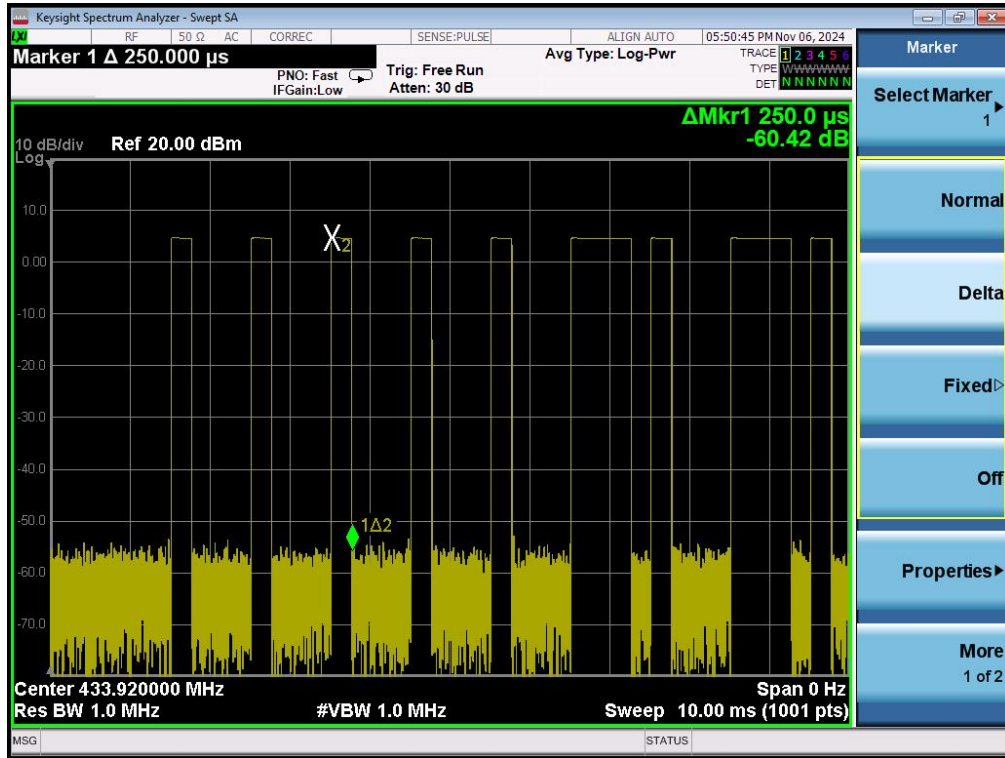 Keysight Spectrum Analyzer - Swept SA
LXI RF 50 Ω AC CORREC SENSE:PULSE ALIGN AUTO 05:50:45 PM Nov 06, 2024
Marker 1 Δ 250.000 µs
PNO: Fast
IFGain:Low
Trig: Free Run
Atten: 30 dB
Avg Type: Log-Pwr
TRACE 1 2 3 4 5 6
TYPE WWWWWW
DET N N N N N N
ΔMkr1 250.0 µs
-60.42 dB
10 dB/div Ref 20.00 dBm
Log
10.0
0.00
-10.0
-20.0
-30.0
-40.0
-50.0
-60.0
-70.0
X2
1Δ2
Center 433.920000 MHz Span 0 Hz
Res BW 1.0 MHz #VBW 1.0 MHz Sweep 10.00 ms (1001 pts)
MSG STATUS
Marker
Select Marker
1
Normal
Delta
Fixed
Off
Properties
More
1 of 2